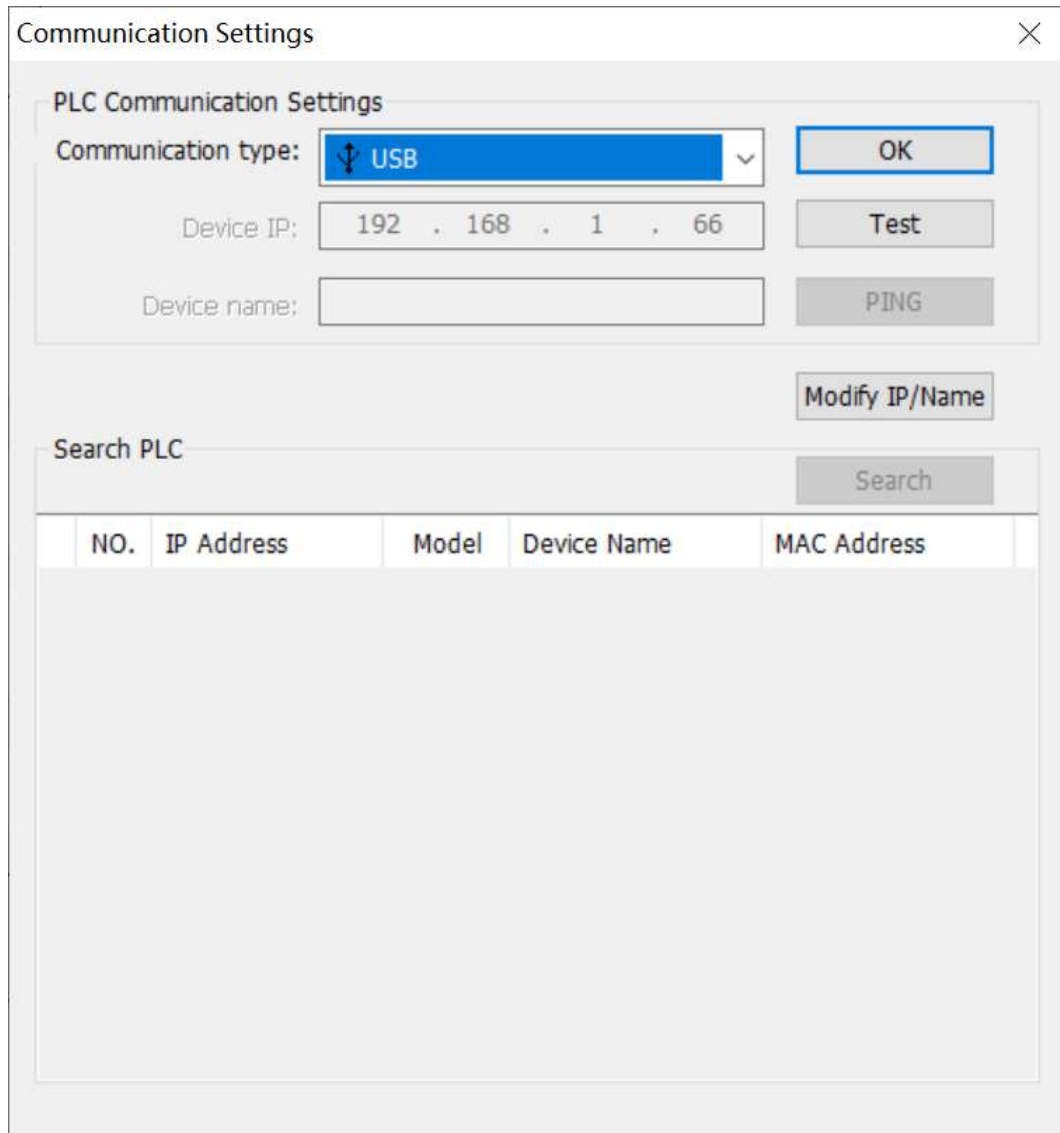 Communication Settings
PLC Communication Settings
Communication type: USB OK
Device IP: 192 . 168 . 1 . 66 Test
Device name: PING
Modify IP/Name
Search PLC
Search
NO. IP Address Model Device Name MAC Address